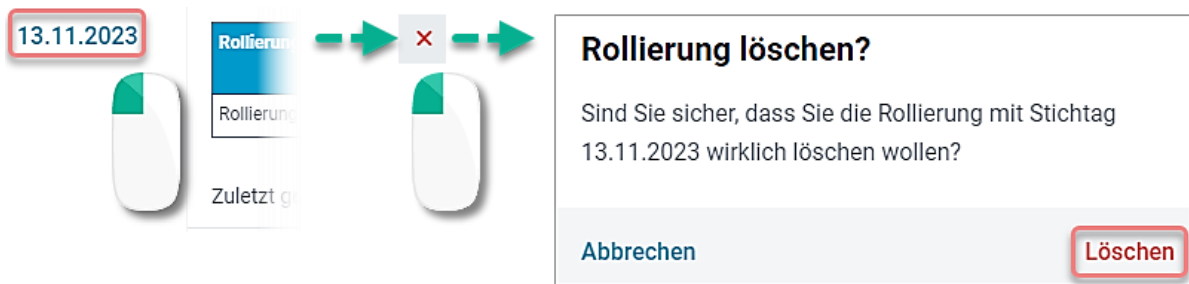 13.11.2023
Rollierung
Rollierung
Zuletzt g
×
Rollierung löschen?
Sind Sie sicher, dass Sie die Rollierung mit Stichtag
13.11.2023 wirklich löschen wollen?
Abbrechen
Löschen